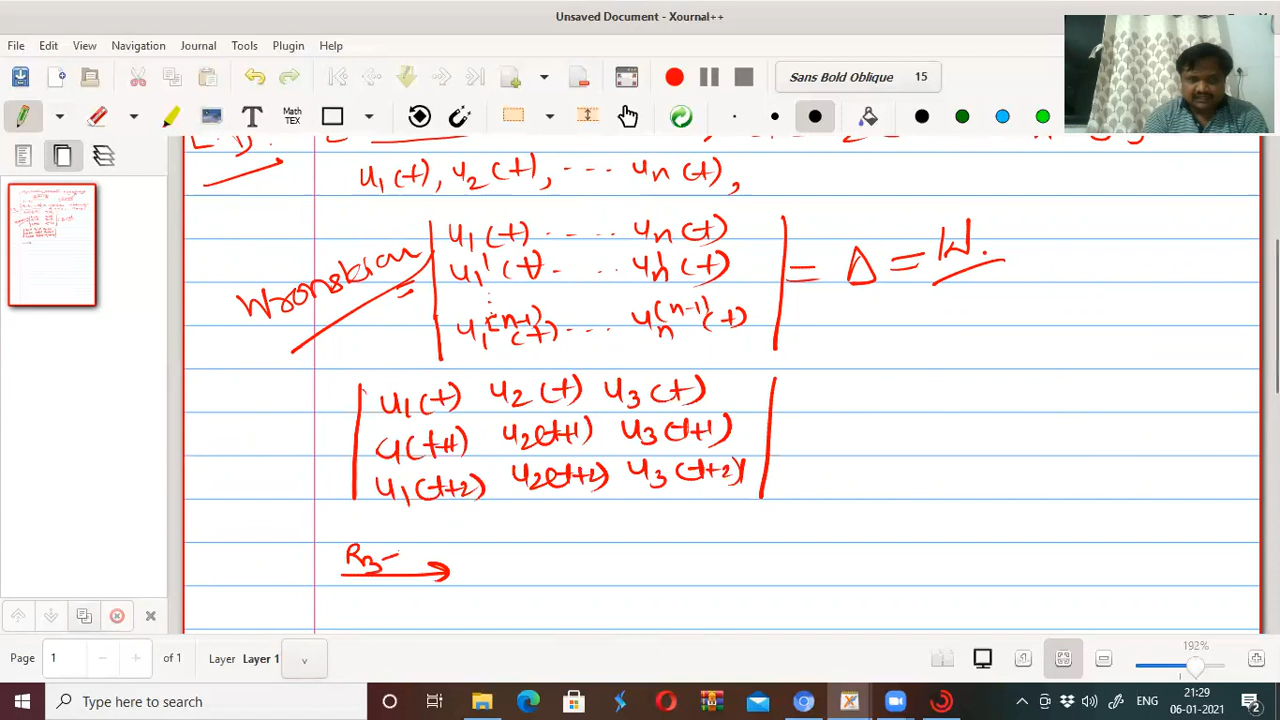 Unsaved Document - Xournal++
File Edit View Navigation Journal Tools Plugin Help
Sans Bold Oblique 15
T Math TEX
u1(t), u2(t), ... un(t),
Wronskian
u1(t) ..... un(t)
u1'(t) ... un'(t) = Δ = W.
u1^(n-1)(t) .... un^(n-1)(t)
u1(t) u2(t) u3(t)
u(t+1) u2(t+1) u3(t+1)
u1(t+2) u2(t+2) u3(t+2)
R3-
Page 1 of 1 Layer Layer 1 192%
Type here to search
ENG 21:29
06-01-2021 2